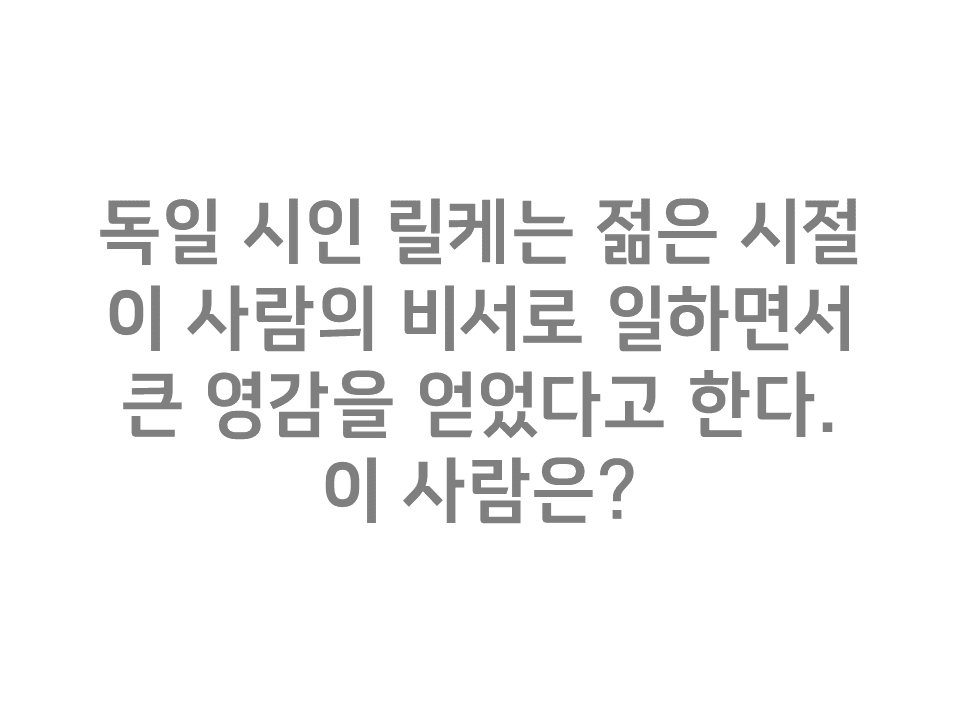 독일 시인 릴케는 젊은 시절
이 사람의 비서로 일하면서
큰 영감을 얻었다고 한다.
이 사람은?